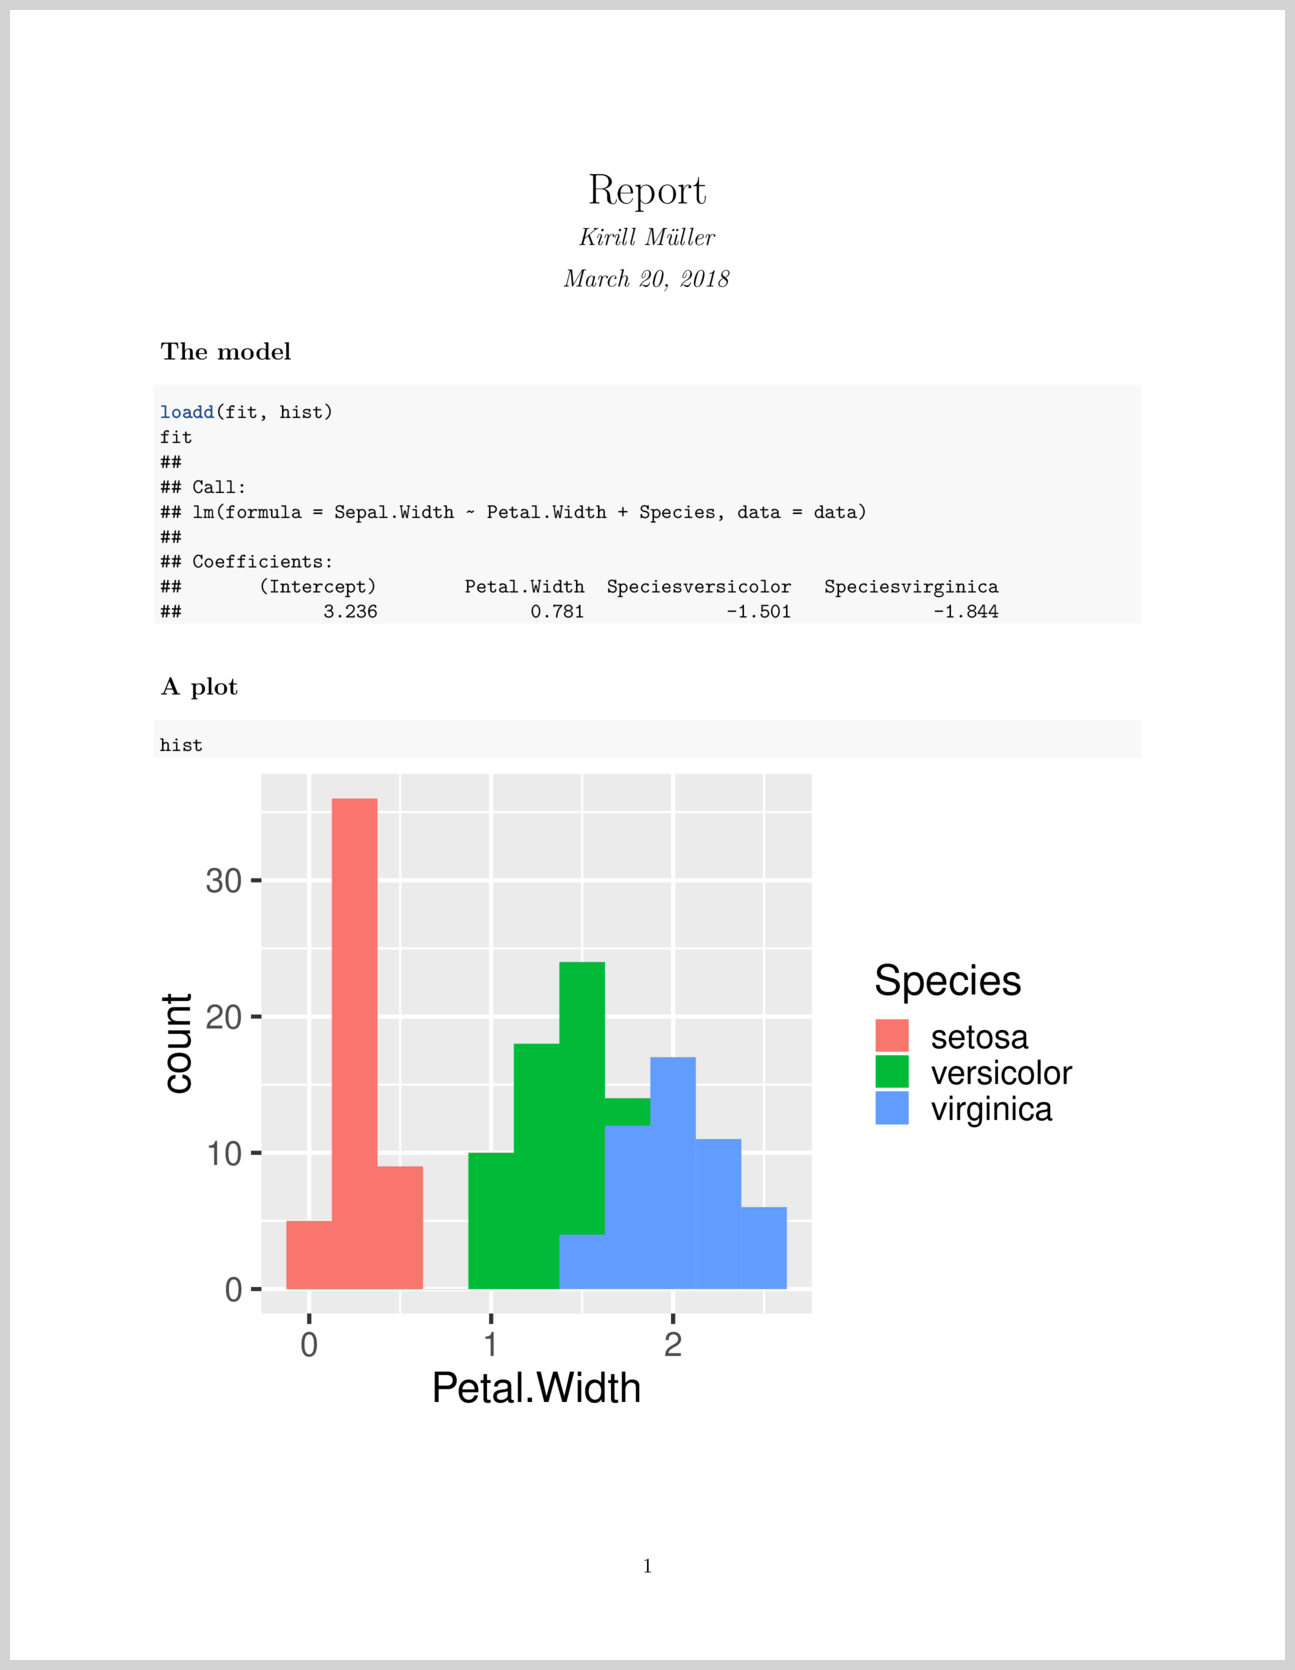 Report
Kirill Müller
March 20, 2018
The model
loadd(fit, hist)
fit
##
## Call:
## lm(formula = Sepal.Width ~ Petal.Width + Species, data = data)
##
## Coefficients:
##       (Intercept)        Petal.Width  Speciesversicolor   Speciesvirginica
##             3.236              0.781             -1.501             -1.844
A plot
hist
30
20
10
0
count
0 1 2
Petal.Width
Species
setosa
versicolor
virginica
1